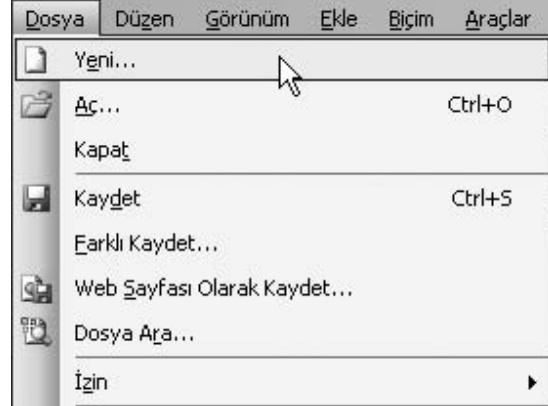 Dosya Düzen Görünüm Ekle Biçim Araçlar
Yeni...
Aç... Ctrl+O
Kapat
Kaydet Ctrl+S
Farklı Kaydet...
Web Sayfası Olarak Kaydet...
Dosya Ara...
İzin